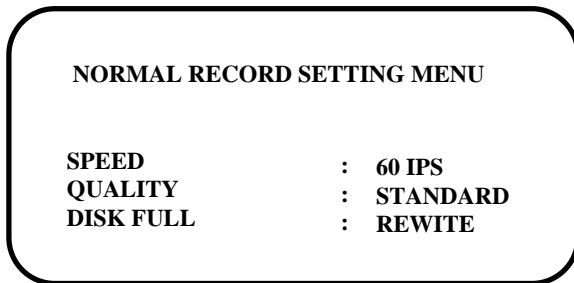 NORMAL RECORD SETTING MENU
SPEED : 60 IPS
QUALITY : STANDARD
DISK FULL : REWITE